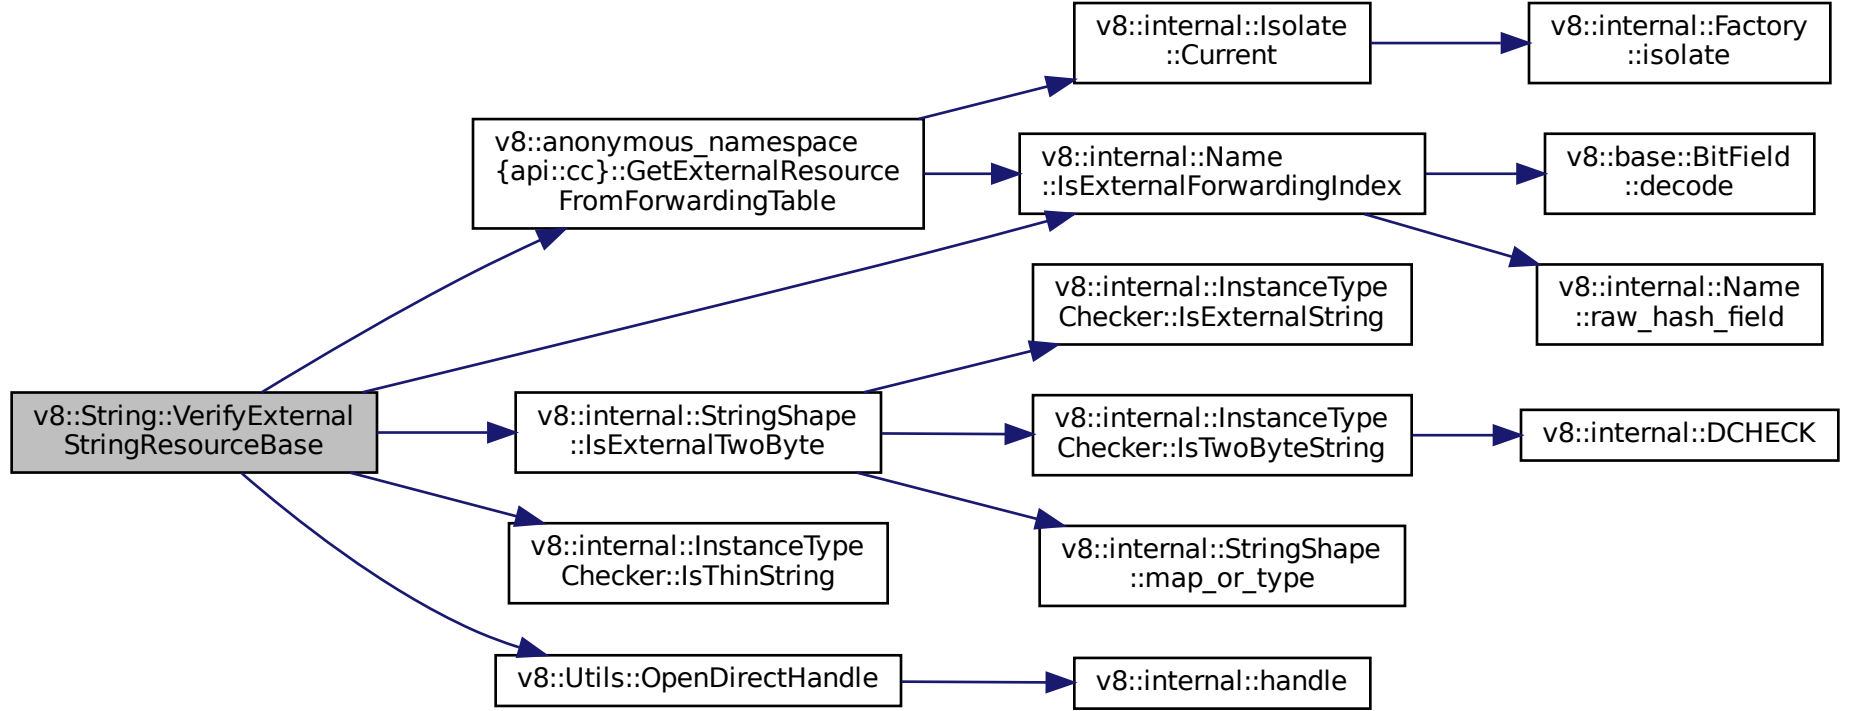 v8::String::VerifyExternal
StringResourceBase
v8::anonymous_namespace
{api::cc}::GetExternalResource
FromForwardingTable
v8::internal::Isolate
::Current
v8::internal::Factory
::isolate
v8::internal::Name
::IsExternalForwardingIndex
v8::base::BitField
::decode
v8::internal::Name
::raw_hash_field
v8::internal::StringShape
::IsExternalTwoByte
v8::internal::InstanceType
Checker::IsExternalString
v8::internal::InstanceType
Checker::IsTwoByteString
v8::internal::DCHECK
v8::internal::StringShape
::map_or_type
v8::internal::InstanceType
Checker::IsThinString
v8::Utils::OpenDirectHandle
v8::internal::handle